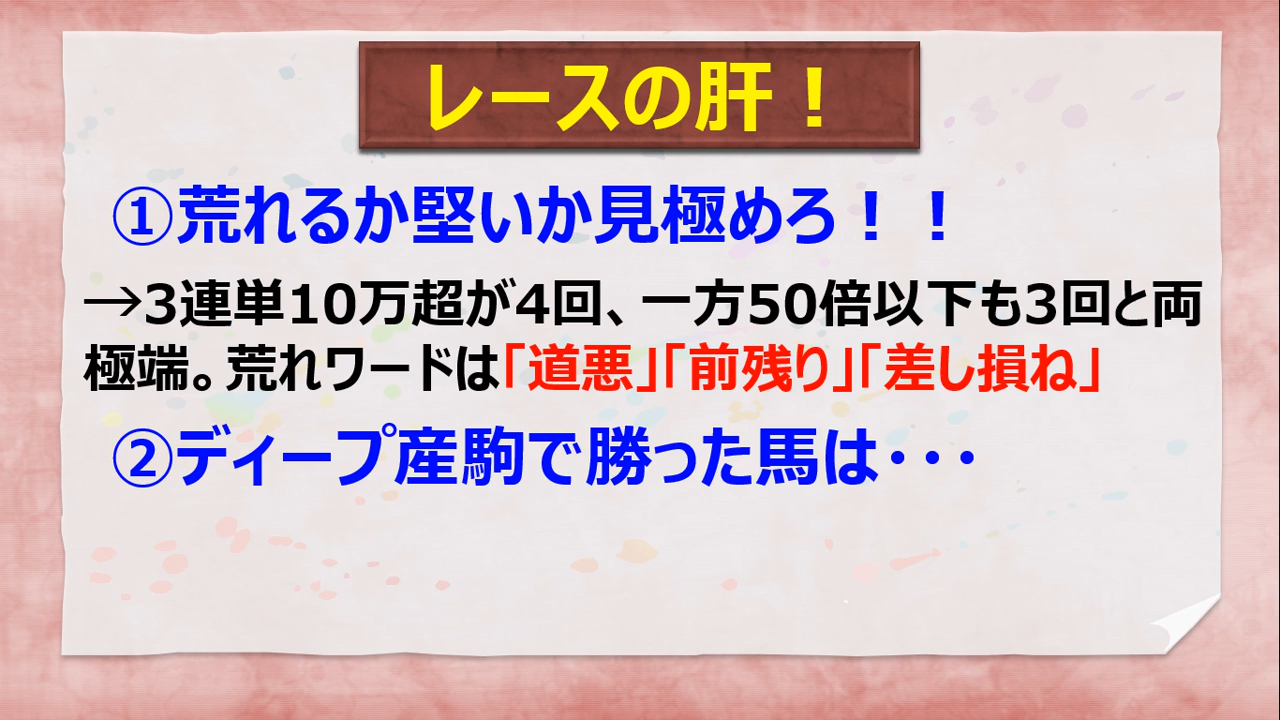 レースの肝！
①荒れるか堅いか見極めろ！！
→3連単10万超が4回、一方50倍以下も3回と両
極端。荒れワードは「道悪」「前残り」「差し損ね」
②ディープ産駒で勝った馬は・・・